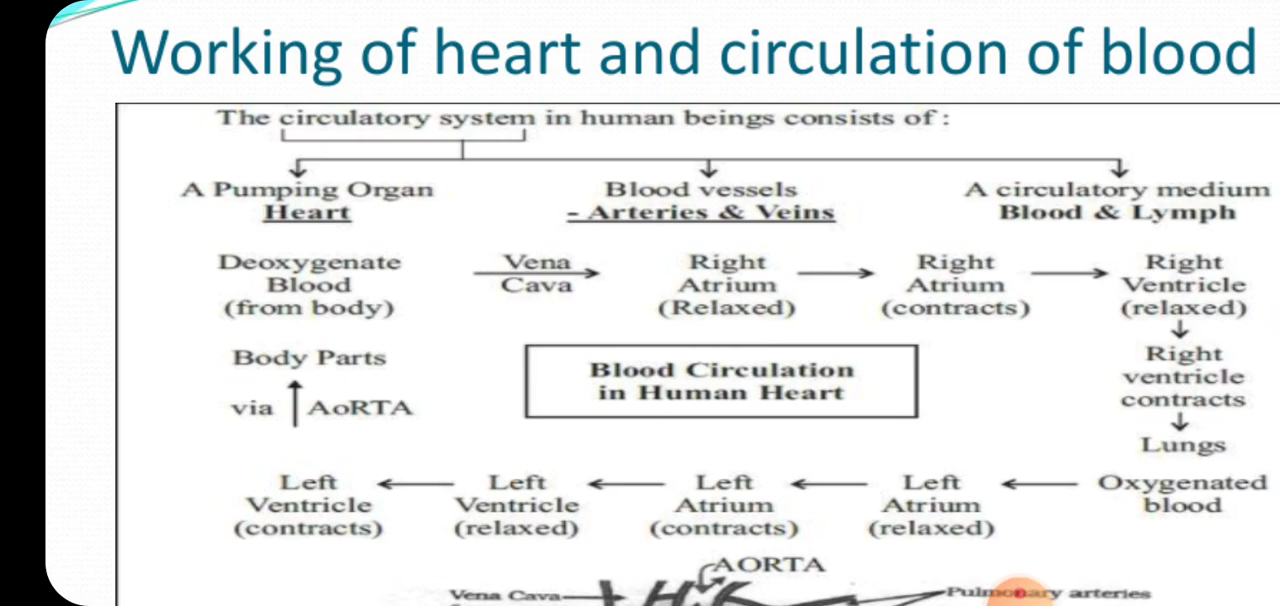 Working of heart and circulation of blood
The circulatory system in human beings consists of :
A Pumping Organ
Heart
Blood vessels
- Arteries & Veins
A circulatory medium
Blood & Lymph
Deoxygenate
Blood
(from body)
Vena
Cava
Right
Atrium
(Relaxed)
Right
Atrium
(contracts)
Right
Ventricle
(relaxed)
Right
ventricle
contracts
Lungs
Oxygenated
blood
Left
Atrium
(relaxed)
Left
Atrium
(contracts)
Left
Ventricle
(relaxed)
Left
Ventricle
(contracts)
via AoRTA
Body Parts
Blood Circulation
in Human Heart
AORTA
Vena Cava
Pulmonary arteries